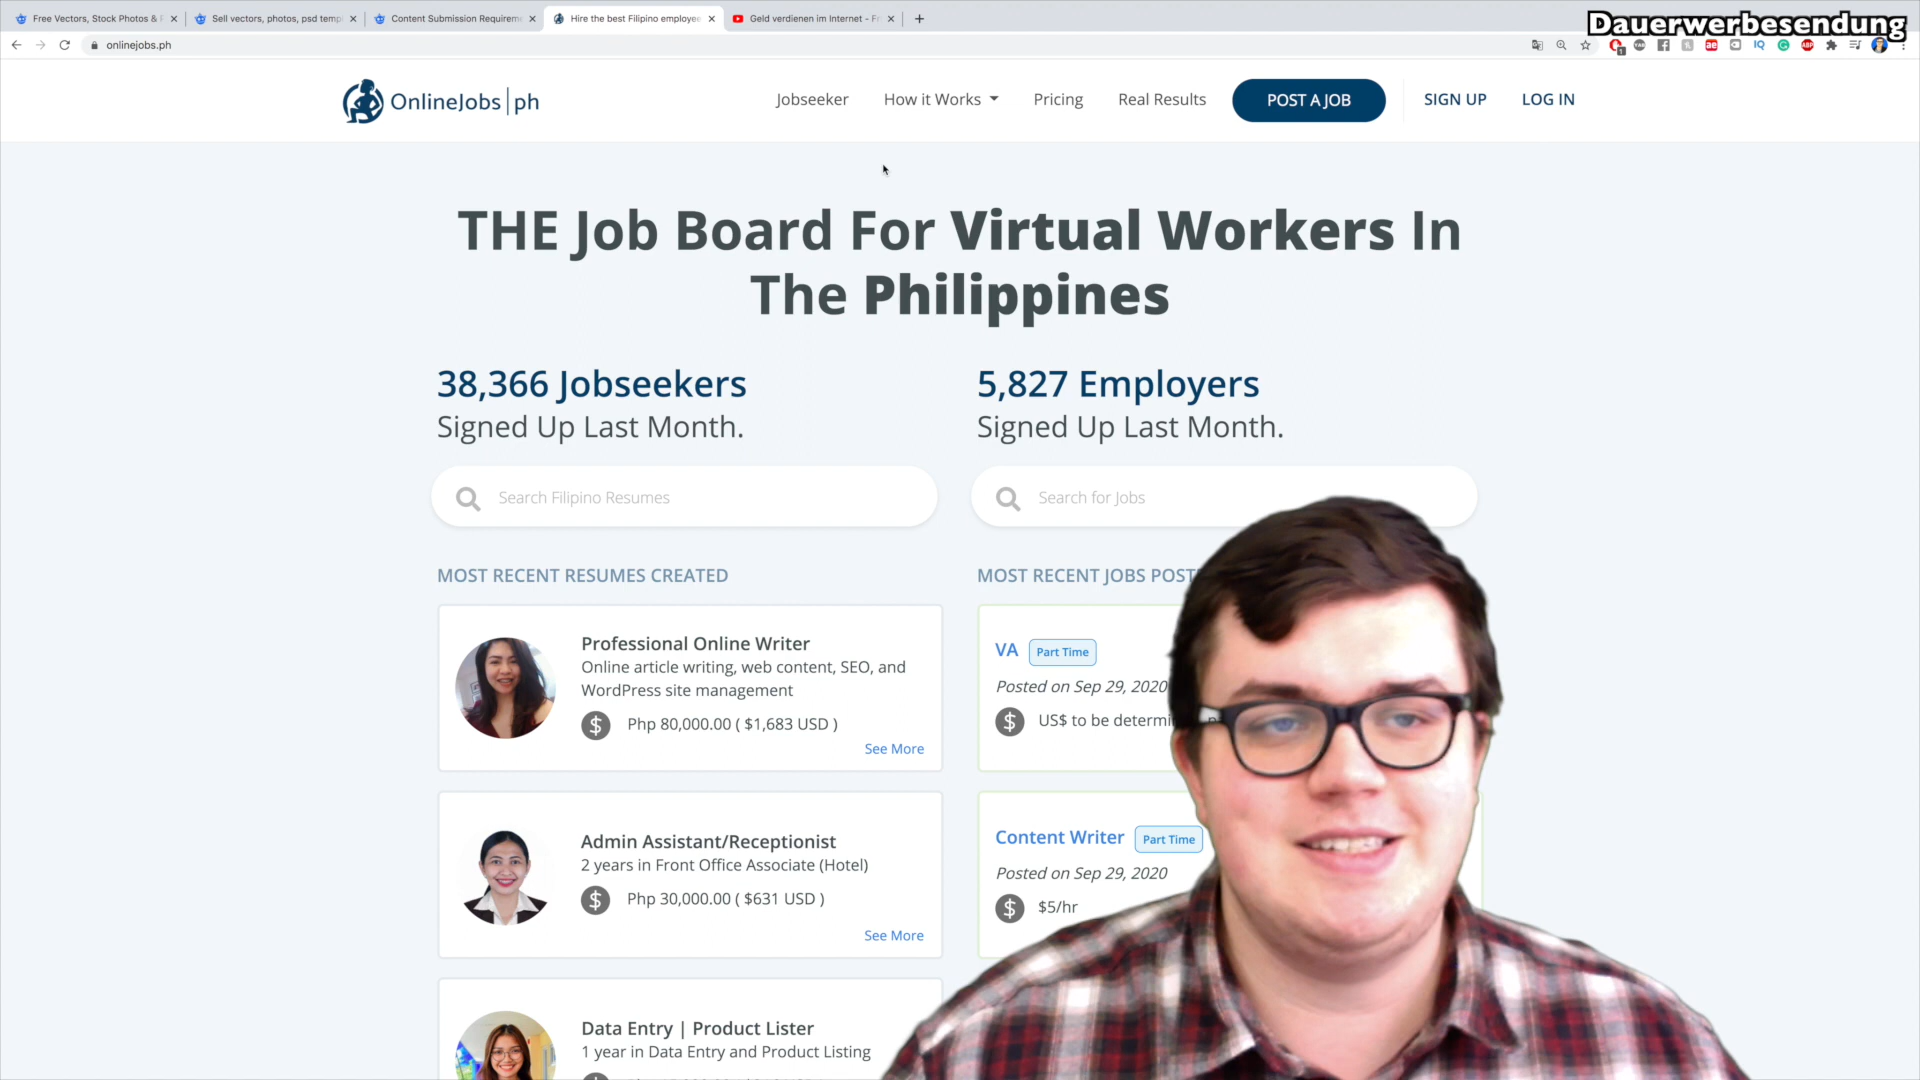 Free Vectors, Stock Photos &
Sell vectors, photos, psd temp
Content Submission Requirem
Hire the best Filipino employee
Geld verdienen im Internet - F
Dauerwerbesendung
onlinejobs.ph
OnlineJobs|ph
Jobseeker
How it Works
Pricing
Real Results
POST A JOB
SIGN UP
LOG IN
THE Job Board For Virtual Workers In
The Philippines
38,366 Jobseekers
Signed Up Last Month.
5,827 Employers
Signed Up Last Month.
Search Filipino Resumes
Search for Jobs
MOST RECENT RESUMES CREATED
MOST RECENT JOBS POST
Professional Online Writer
Online article writing, web content, SEO, and
WordPress site management
Php 80,000.00 ( $1,683 USD )
See More
VA
Part Time
Posted on Sep 29, 2020
US$ to be determi
Admin Assistant/Receptionist
2 years in Front Office Associate (Hotel)
Php 30,000.00 ( $631 USD )
See More
Content Writer
Part Time
Posted on Sep 29, 2020
$5/hr
Data Entry | Product Lister
1 year in Data Entry and Product Listing